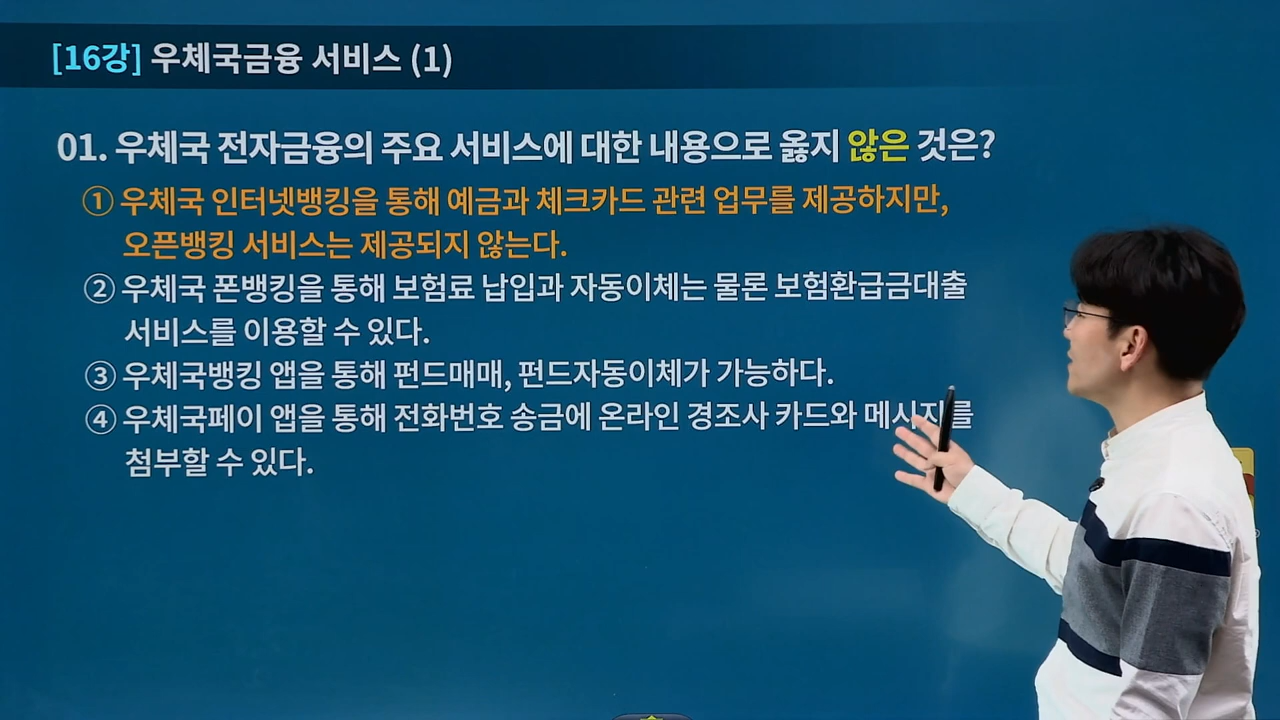 [16강] 우체국금융 서비스 (1)
01. 우체국 전자금융의 주요 서비스에 대한 내용으로 옳지 않은 것은?
① 우체국 인터넷뱅킹을 통해 예금과 체크카드 관련 업무를 제공하지만,
오픈뱅킹 서비스는 제공되지 않는다.
② 우체국 폰뱅킹을 통해 보험료 납입과 자동이체는 물론 보험환급금대출
서비스를 이용할 수 있다.
③ 우체국뱅킹 앱을 통해 펀드매매, 펀드자동이체가 가능하다.
④ 우체국페이 앱을 통해 전화번호 송금에 온라인 경조사 카드와 메시지를
첨부할 수 있다.